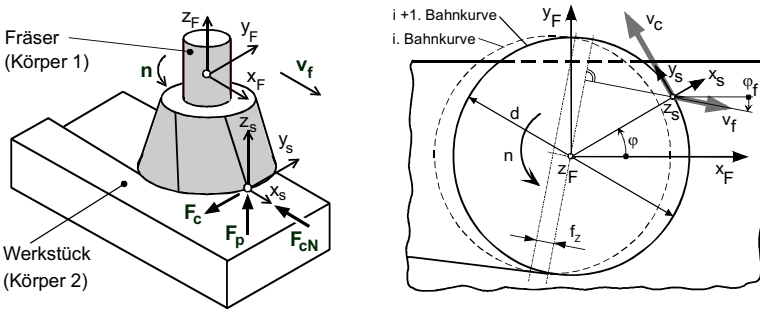 Fräser
(Körper 1)
n
z_F
y_F
x_F
v_f
z_s
y_s
x_s
F_c
F_p
F_cN
Werkstück
(Körper 2)
i +1. Bahnkurve
i. Bahnkurve
y_F
v_c
y_s
x_s
φ_f
z_s
v_f
d
φ
n
z_F
x_F
f_z